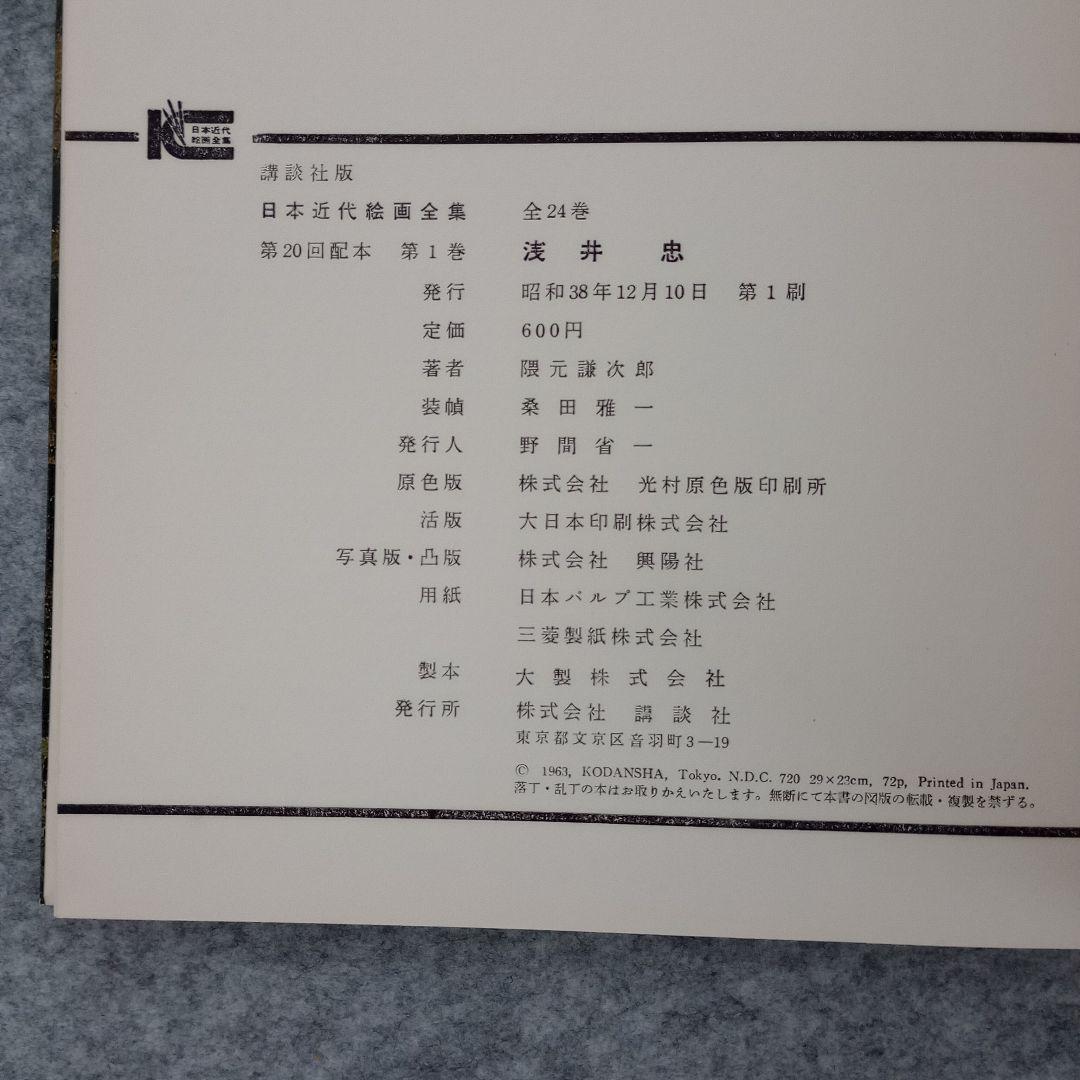 日本近代
絵画全集
講談社版
日本近代絵画全集 全24巻
第20回配本 第1巻 浅井 忠
発行 昭和38年12月10日 第1刷
定価 600円
著者 隈元謙次郎
装幀 桑田雅一
発行人 野間省一
原色版 株式会社 光村原色版印刷所
活版 大日本印刷株式会社
写真版・凸版 株式会社 興陽社
用紙 日本パルプ工業株式会社
三菱製紙株式会社
製本 大製株式会社
発行所 株式会社 講談社
東京都文京区音羽町3—19
© 1963, KODANSHA, Tokyo. N.D.C. 720 29×23cm, 72p, Printed in Japan.
落丁・乱丁の本はお取りかえいたします。無断にて本書の図版の転載・複製を禁ずる。